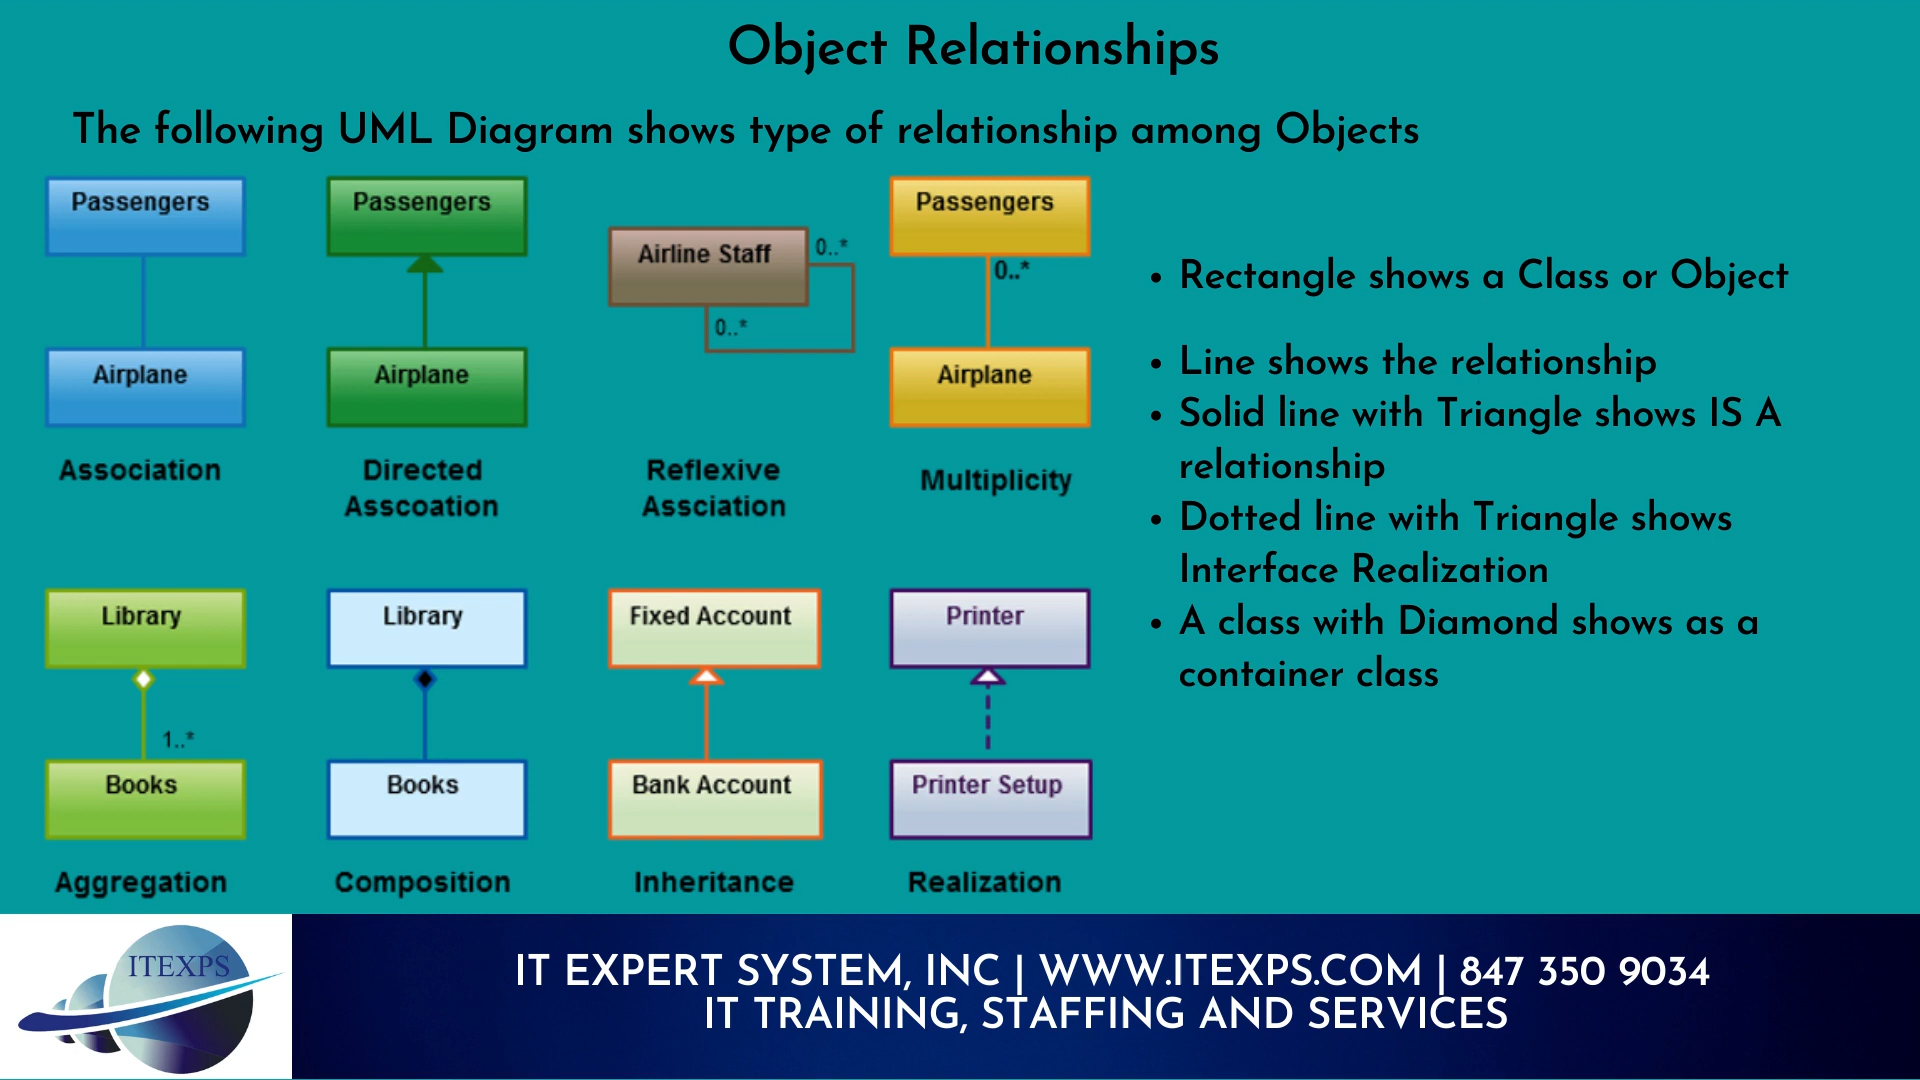 Object Relationships
The following UML Diagram shows type of relationship among Objects
Passengers
Airplane
Association
Passengers
Airplane
Directed
Asscoation
Airline Staff
0..*
0..*
Reflexive
Assciation
Passengers
0..*
Airplane
Multiplicity
Library
1..*
Books
Aggregation
Library
Books
Composition
Fixed Account
Bank Account
Inheritance
Printer
Printer Setup
Realization
• Rectangle shows a Class or Object
• Line shows the relationship
• Solid line with Triangle shows IS A
relationship
• Dotted line with Triangle shows
Interface Realization
• A class with Diamond shows as a
container class
ITEXPS
IT EXPERT SYSTEM, INC | WWW.ITEXPS.COM | 847 350 9034
IT TRAINING, STAFFING AND SERVICES